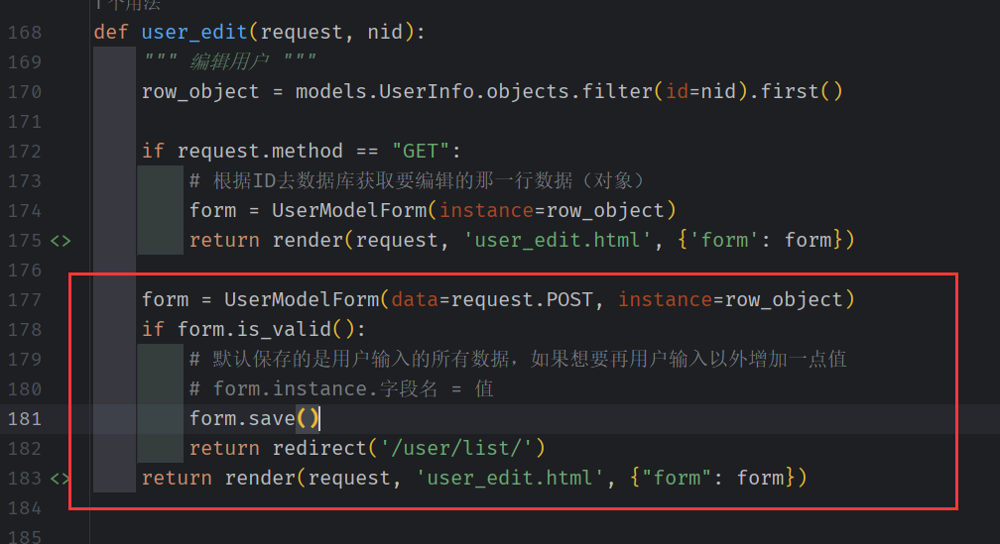 1 个用法
168 def user_edit(request, nid):
169 """ 编辑用户 """
170 row_object = models.UserInfo.objects.filter(id=nid).first()
171
172 if request.method == "GET":
173 # 根据ID去数据库获取要编辑的那一行数据（对象）
174 form = UserModelForm(instance=row_object)
175 <> return render(request, 'user_edit.html', {'form': form})
176
177 form = UserModelForm(data=request.POST, instance=row_object)
178 if form.is_valid():
179 # 默认保存的是用户输入的所有数据，如果想要再用户输入以外增加一点值
180 # form.instance.字段名 = 值
181 form.save()
182 return redirect('/user/list/')
183 <> return render(request, 'user_edit.html', {"form": form})
184
185